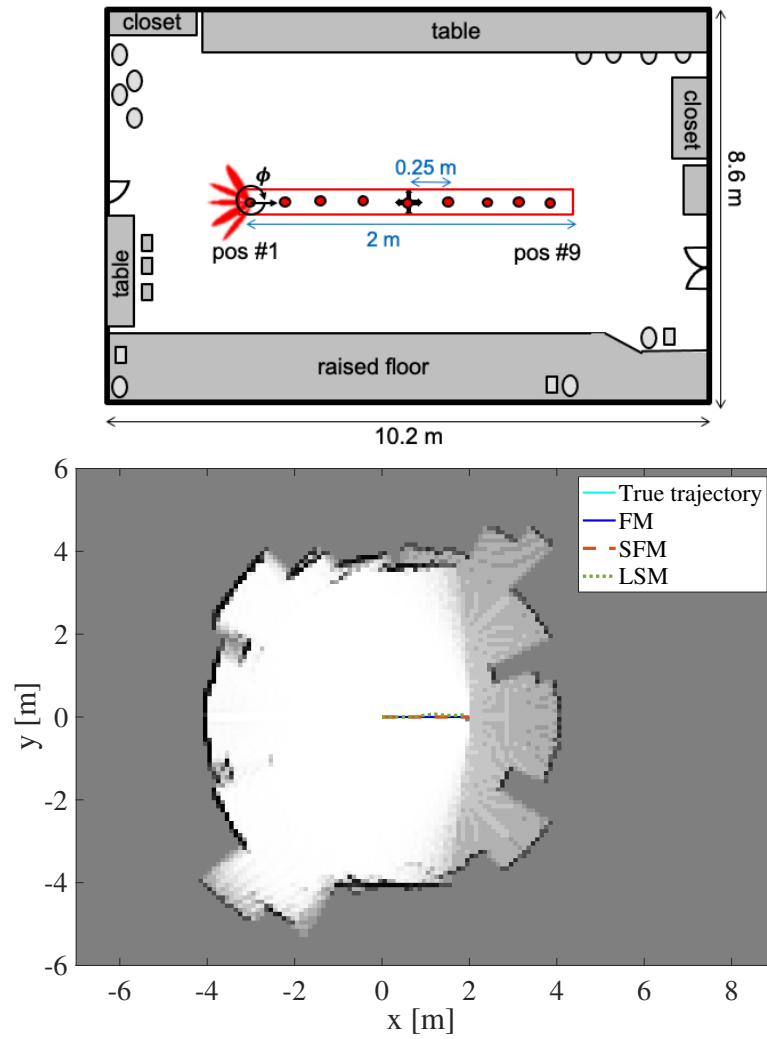 closet
table
closet
8.6 m
0.25 m
ϕ
2 m
pos #1
pos #9
table
raised floor
10.2 m
True trajectory
FM
SFM
LSM
6
4
2
0
-2
-4
-6
y [m]
-6
-4
-2
0
2
4
6
8
x [m]